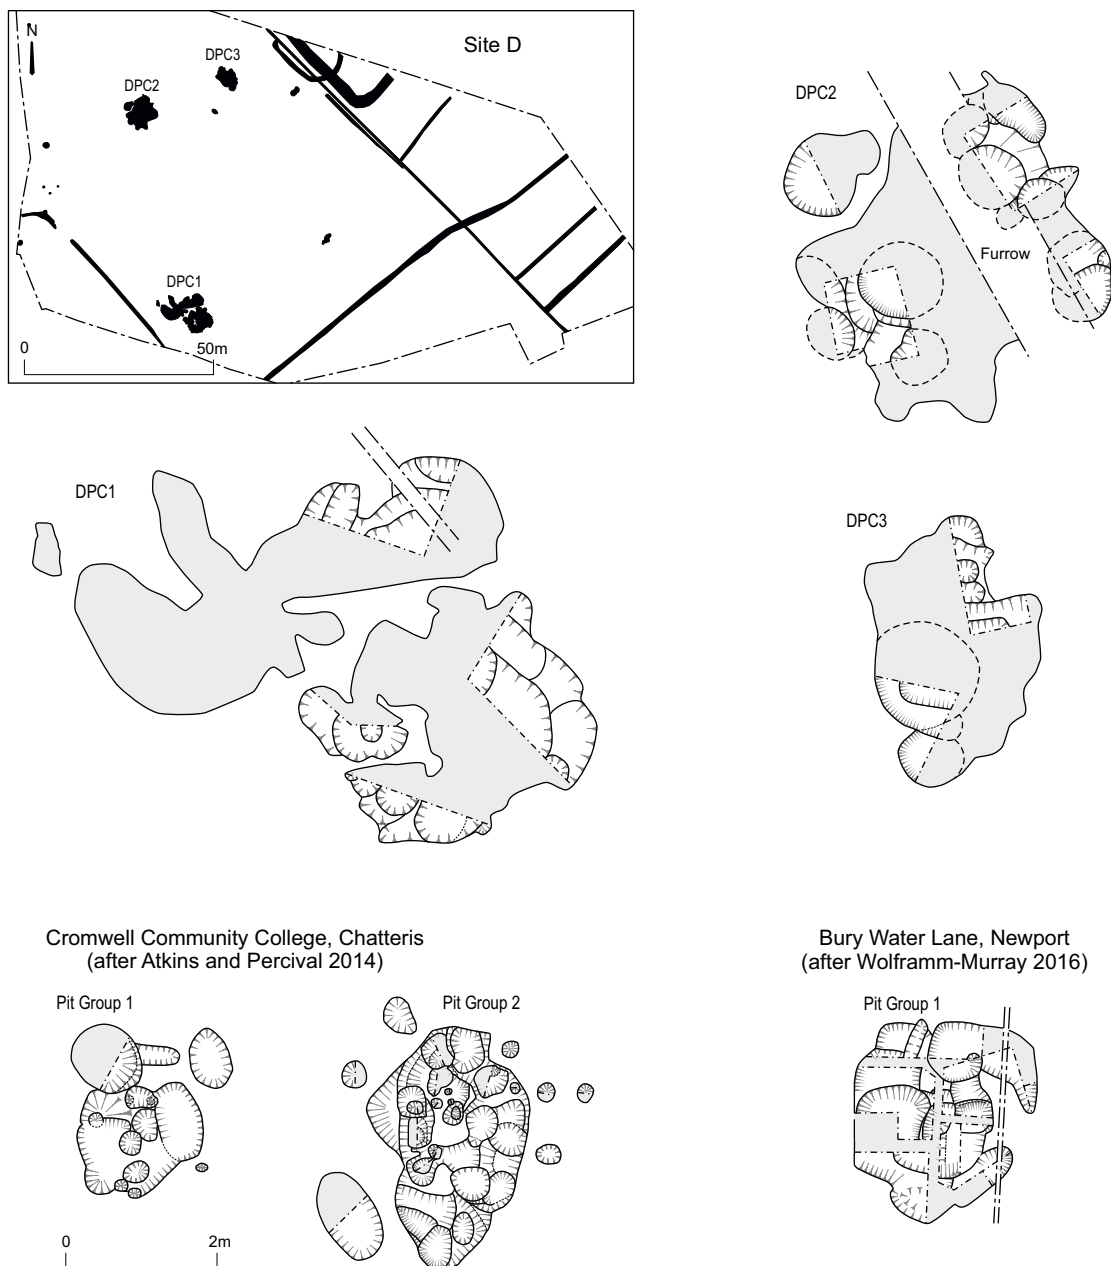 N
Site D
DPC3
DPC2
DPC1
0
50m
DPC2
Furrow
DPC1
DPC3
Cromwell Community College, Chatteris
(after Atkins and Percival 2014)
Pit Group 1
Pit Group 2
0
2m
Bury Water Lane, Newport
(after Wolframm-Murray 2016)
Pit Group 1